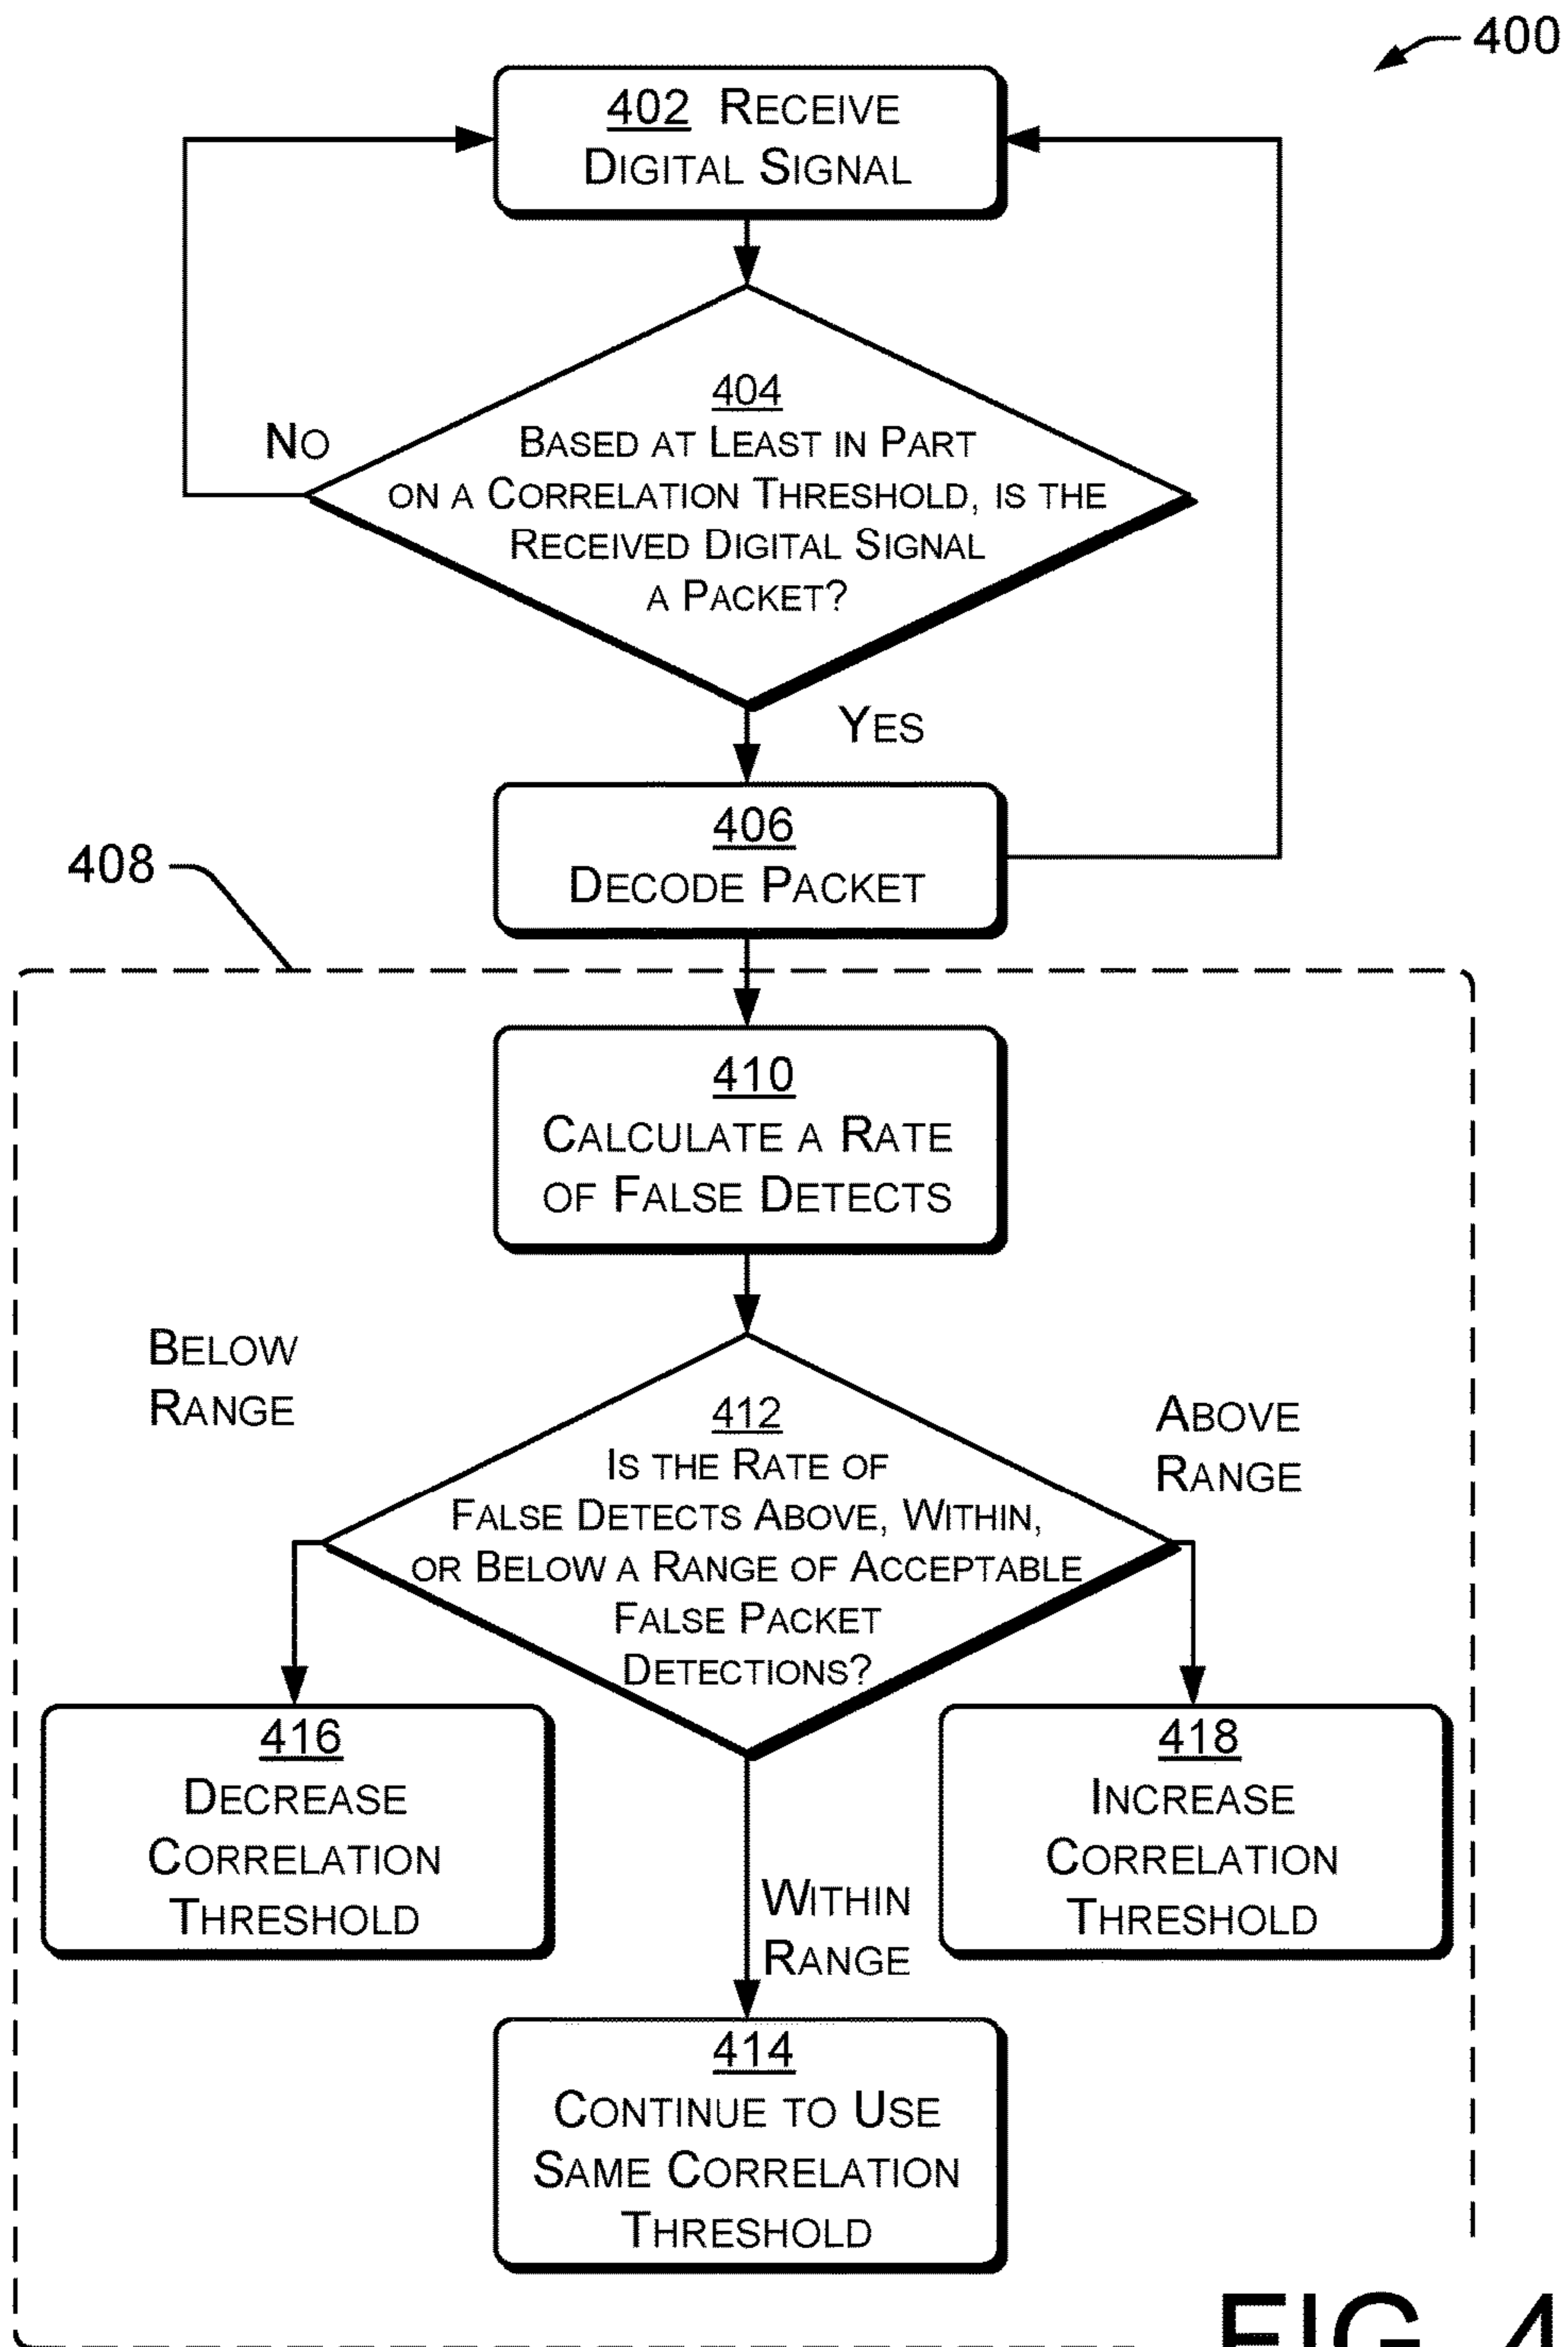 400
402 RECEIVE
DIGITAL SIGNAL
404
BASED AT LEAST IN PART
ON A CORRELATION THRESHOLD, IS THE
RECEIVED DIGITAL SIGNAL
A PACKET?
NO
YES
406
DECODE PACKET
408
410
CALCULATE A RATE
OF FALSE DETECTS
BELOW
RANGE
412
IS THE RATE OF
FALSE DETECTS ABOVE, WITHIN,
OR BELOW A RANGE OF ACCEPTABLE
FALSE PACKET
DETECTIONS?
ABOVE
RANGE
416
DECREASE
CORRELATION
THRESHOLD
418
INCREASE
CORRELATION
THRESHOLD
WITHIN
RANGE
414
CONTINUE TO USE
SAME CORRELATION
THRESHOLD
FIG. 4